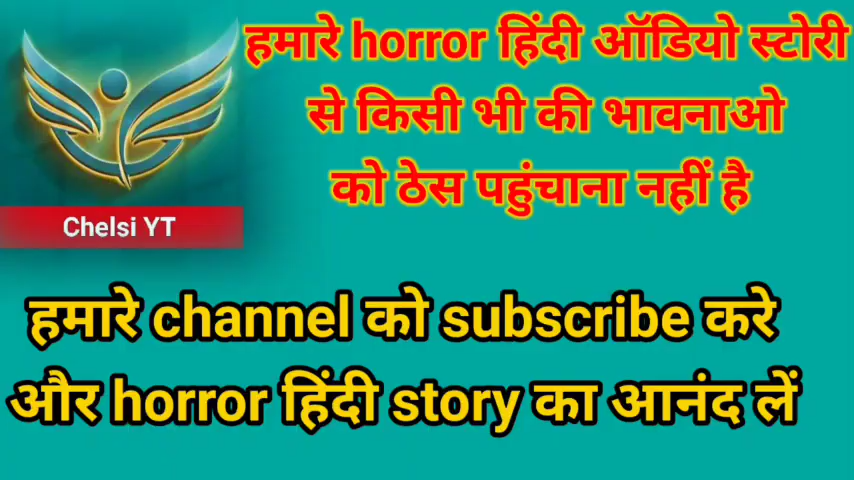 हमारे horror हिंदी ऑडियो स्टोरी
से किसी भी की भावनाओ
को ठेस पहुंचाना नहीं है
Chelsi YT
हमारे channel को subscribe करे
और horror हिंदी story का आनंद लें